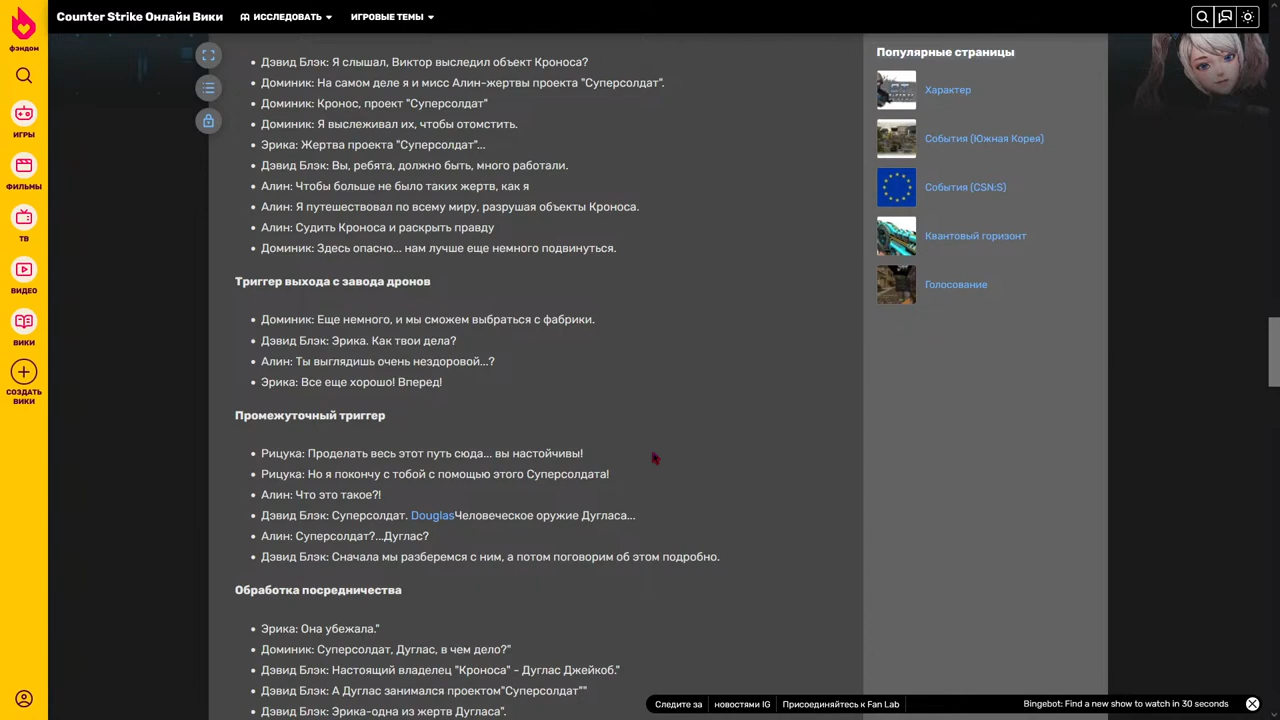 Counter Strike Онлайн Вики
ИССЛЕДОВАТЬ
ИГРОВЫЕ ТЕМЫ
фэндом
ИГРЫ
ФИЛЬМЫ
ТВ
ВИДЕО
ВИКИ
СОЗДАТЬ
ВИКИ
Дэвид Блэк: Я слышал, Виктор выследил объект Кроноса?
Доминик: На самом деле я и мисс Алин-жертвы проекта "Суперсолдат".
Доминик: Кронос, проект "Суперсолдат"
Доминик: Я выслеживал их, чтобы отомстить.
Эрика:Жертва проекта "Суперсолдат"...
Дэвид Блэк: Вы, ребята, должно быть, много работали.
Алин: Чтобы больше не было таких жертв, как я
Алин: Я путешествовал по всему миру, разрушая объекты Кроноса.
Алин: Судить Кроноса и раскрыть правду
Доминик: Здесь опасно... нам лучше еще немного подвинуться.
Триггер выхода с завода дронов
Доминик: Еще немного, и мы сможем выбраться с фабрики.
Дэвид Блэк: Эрика. Как твои дела?
Алин: Ты выглядишь очень нездоровой...?
Эрика: Все еще хорошо! Вперед!
Промежуточный триггер
Рицука: Проделать весь этот путь сюда... вы настойчивы!
Рицука: Но я покончу с тобой с помощью этого Суперсолдата!
Алин: Что это такое?!
Дэвид Блэк: Суперсолдат. DouglasЧеловеческое оружие Дугласа...
Алин: Суперсолдат?...Дуглас?
Дэвид Блэк: Сначала мы разберемся с ним, а потом поговорим об этом подробно.
Обработка посредничества
Эрика: Она убежала."
Доминик: Суперсолдат, Дуглас, в чем дело?"
Дэвид Блэк: Настоящий владелец "Кроноса" - Дуглас Джейкоб."
Дэвид Блэк: А Дуглас занимался проектом"Суперсолдат""
Дэвид Блэк: Эрика-одна из жертв Дугласа".
Популярные страницы
Характер
События (Южная Корея)
События (CSN:S)
Квантовый горизонт
Голосование
Следите за
новостями IG
Присоединяйтесь к Fan Lab
Bingebot: Find a new show to watch in 30 seconds